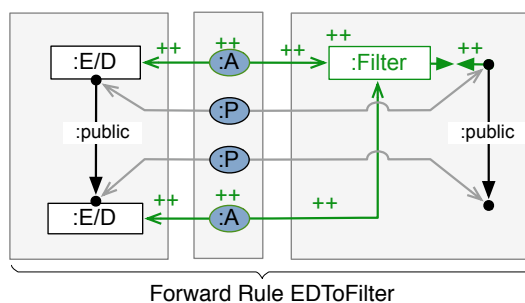 ++ ++ ++ ++ ++
:E/D :A :Filter
:P
:public :public
:P
++ ++ ++
:E/D :A
Forward Rule EDToFilter